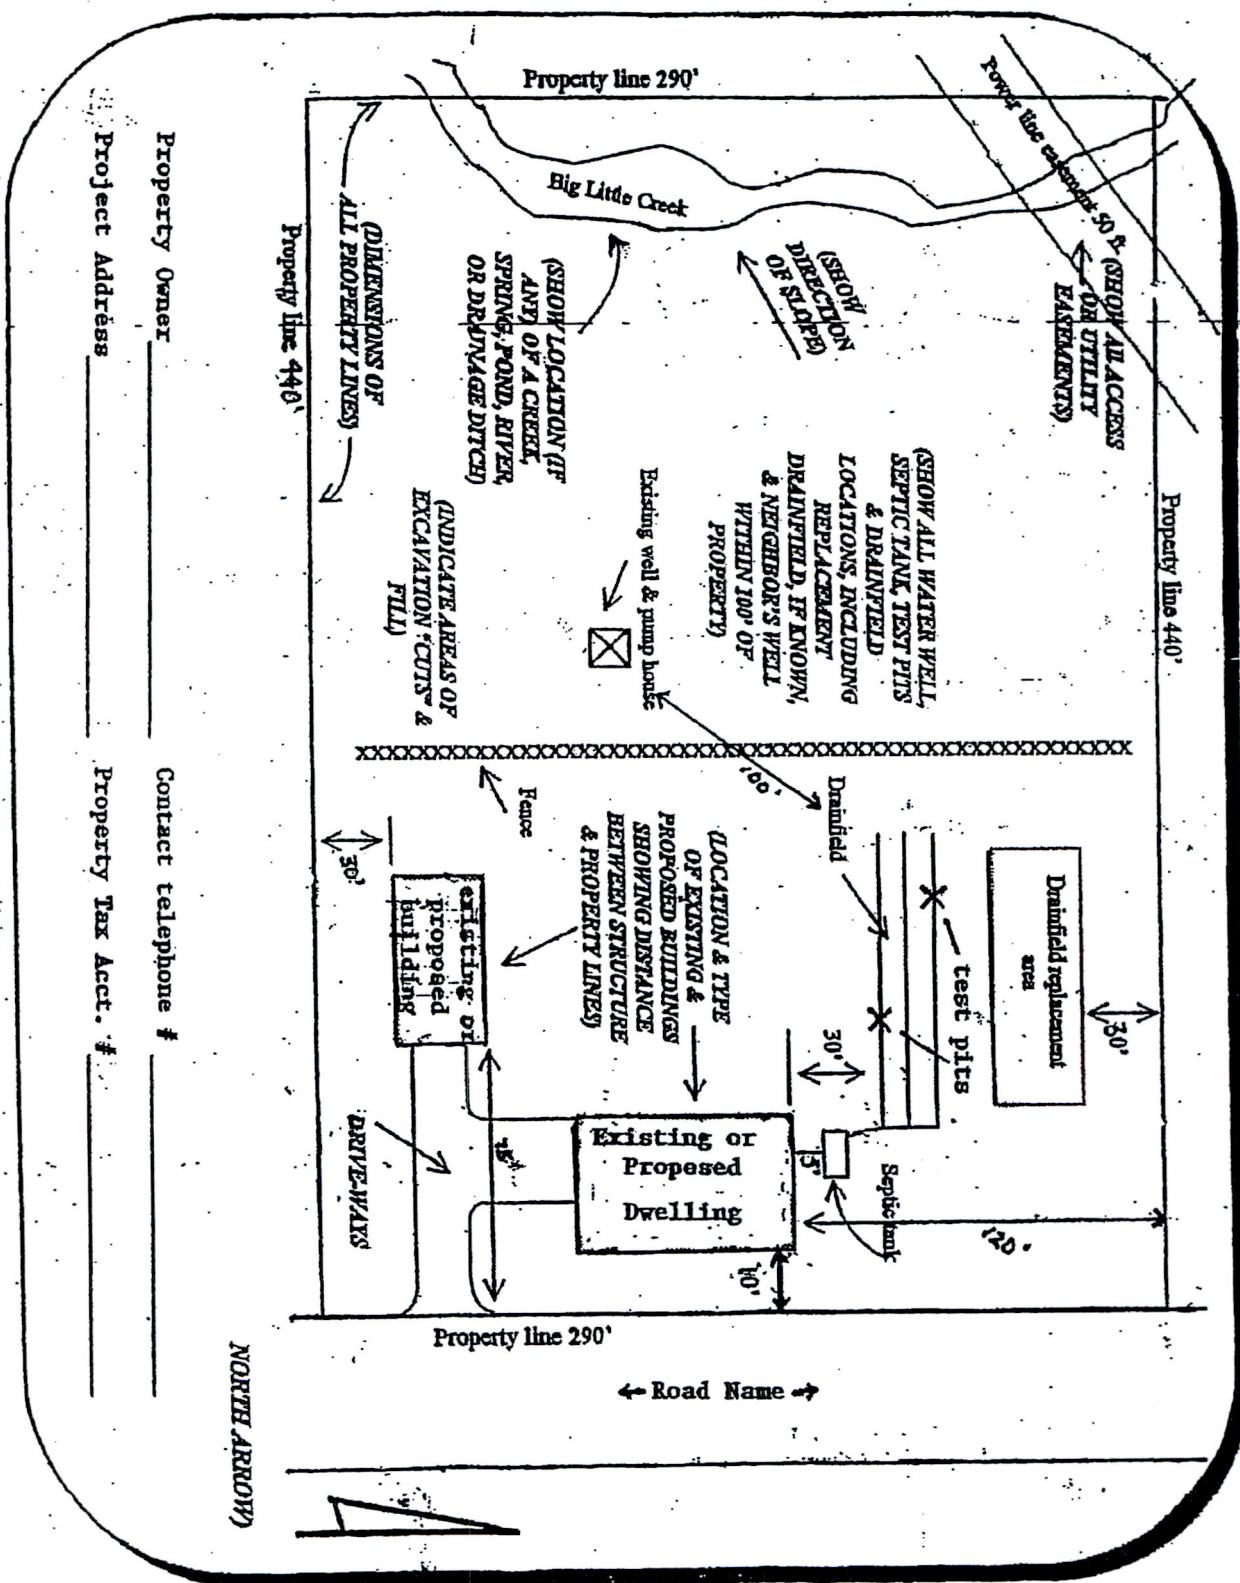 Property line 290'
Power line easement 50 ft.
(SHOW ALL ACCESS
OR UTILITY
EASEMENTS)
Big Little Creek
(SHOW
DIRECTION
OF SLOPE)
(SHOW LOCATION (IF
ANY) OF A CREEK,
SPRING, POND, RIVER,
OR DRAINAGE DITCH)
(DIMENSIONS OF
ALL PROPERTY LINES)
Property line 440'
Property line 440'
(SHOW ALL WATER WELL,
SEPTIC TANK, TEST PITS
& DRAINFIELD
LOCATIONS, INCLUDING
REPLACEMENT
DRAINFIELD, IF KNOWN,
& NEIGHBOR'S WELL
WITHIN 100' OF
PROPERTY)
Existing well & pump house
(INDICATE AREAS OF
EXCAVATION "CUTS" &
FILL)
XXXXXXXXXXXXXXXXXXXXXXXXXXXXXXXXXXXXXXXXXXXXXXXXXXXXXXXXXXXXXXXX
100'
Fence
Drainfield
Drainfield replacement
area
30'
test pits
(LOCATION & TYPE
OF EXISTING &
PROPOSED BUILDINGS
SHOWING DISTANCE
BETWEEN STRUCTURE
& PROPERTY LINES)
30'
existing or
proposed
building
30'
Existing or
Proposed
Dwelling
5'
Septic tank
120'
10'
DRIVE-WAYS
Property line 290'
← Road Name →
NORTH ARROW)
Property Owner
Contact telephone #
Project Address
Property Tax Acct. #